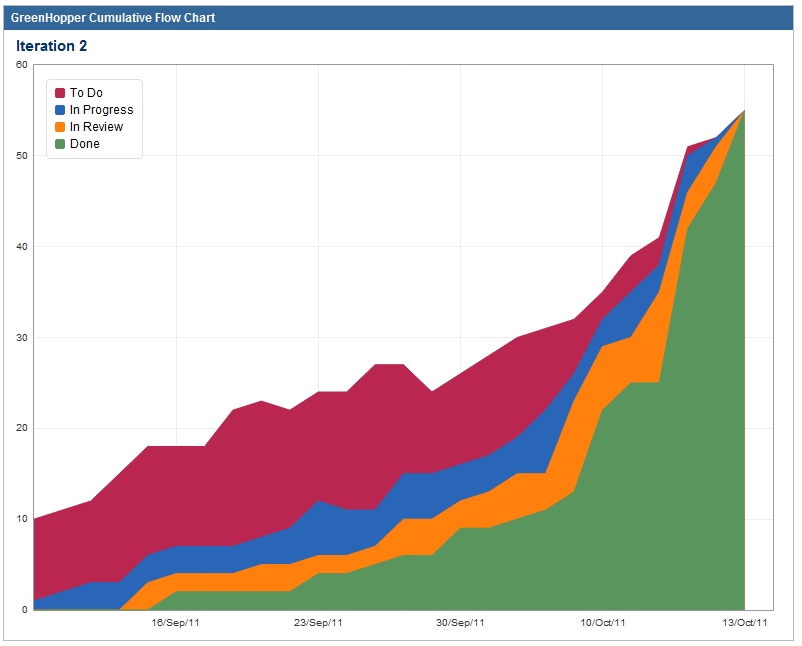 GreenHopper Cumulative Flow Chart
Iteration 2
60
50
40
30
20
10
0
To Do
In Progress
In Review
Done
16/Sep/11 23/Sep/11 30/Sep/11 10/Oct/11 13/Oct/11